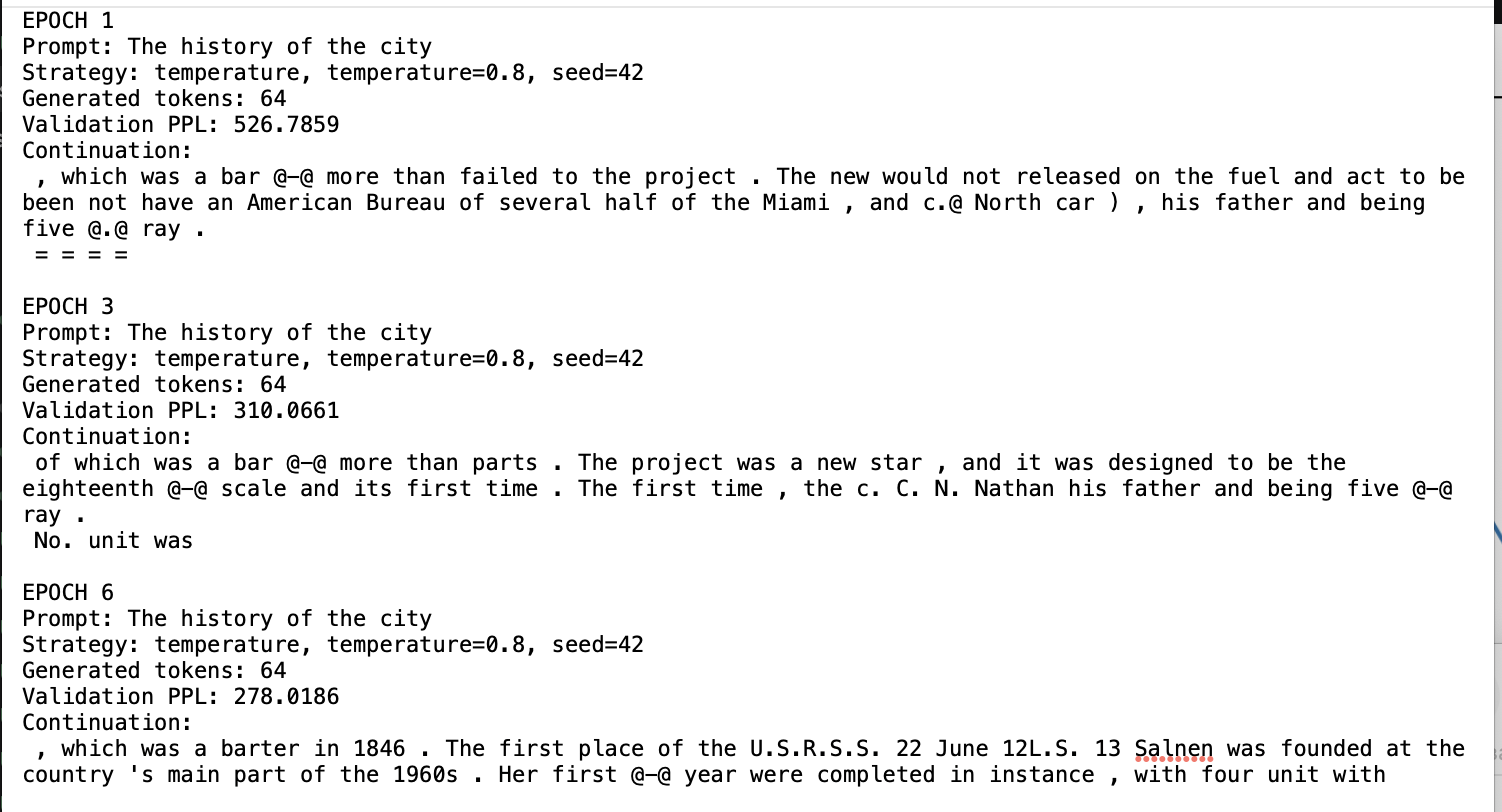 EPOCH 1
Prompt: The history of the city
Strategy: temperature, temperature=0.8, seed=42
Generated tokens: 64
Validation PPL: 526.7859
Continuation:
 , which was a bar @-@ more than failed to the project . The new would not released on the fuel and act to be
been not have an American Bureau of several half of the Miami , and c.@ North car ) , his father and being
five @.@ ray .
 = = = =

EPOCH 3
Prompt: The history of the city
Strategy: temperature, temperature=0.8, seed=42
Generated tokens: 64
Validation PPL: 310.0661
Continuation:
 of which was a bar @-@ more than parts . The project was a new star , and it was designed to be the
eighteenth @-@ scale and its first time . The first time , the c. C. N. Nathan his father and being five @-@
ray .
 No. unit was

EPOCH 6
Prompt: The history of the city
Strategy: temperature, temperature=0.8, seed=42
Generated tokens: 64
Validation PPL: 278.0186
Continuation:
 , which was a barter in 1846 . The first place of the U.S.R.S.S. 22 June 12L.S. 13 Salnen was founded at the
country 's main part of the 1960s . Her first @-@ year were completed in instance , with four unit with